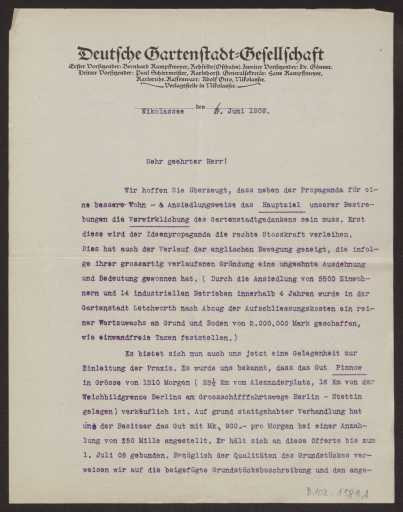 Deutsche Gartenstadt-Gesellschaft
Erster Vorsitzender: Bernhard Kampffmeyer, Rehfelde (Ostbahn), Zweiter Vorsitzender: Dr. Gömar.
Dritter Vorsitzender: Paul Schirrmeister, Karlshorst. Generalsekretär: Hans Kampffmeyer,
Karlsruhe. Kassenwart: Adolf Otto, Nikolassee.
Verlagsstelle in Nikolassee.
Nikolassee den 6. Juni 1908.
Sehr geehrter Herr!
Wir hoffen Sie überzeugt, dass neben der Propaganda für ei-
ne bessere Wohn - & Ansiedlungsweise das Hauptziel unserer Bestre-
bungen die Verwirklichung des Gartenstadtgedankens sein muss. Erst
diese wird der Ideenpropaganda die rechte Stosskraft verleihen.
Dies hat auch der Verlauf der englischen Bewegung gezeigt, die infol-
ge ihrer grossartig verlaufenen Gründung eine ungeahnte Ausdehnung
und Bedeutung gewonnen hat. ( Durch die Ansiedlung von 5500 Einwoh-
nern und 14 industriellen Betrieben innerhalb 4 Jahren wurde in der
Gartenstadt Letchworth nach Abzug der Aufschliessungskosten ein rei-
ner Wertzuwachs an Grund und Boden von 2,000,000 Mark geschaffen,
wie einwandfreie Taxen feststellen.)
Es bietet sich nun auch uns jetzt eine Gelegenheit zur
Einleitung der Praxis. Es wurde uns bekannt, dass das Gut Pinnow
in Grösse von 1310 Morgen ( 25½ km vom Alexanderplatz, 18 Km von der
Weichbildgrenze Berlins am Grossschifffahrtswege Berlin - Stettin
gelegen) verkäuflich ist. Auf grund stattgehabter Verhandlung hat
uns der Besitzer das Gut mit Mk, 900.- pro Morgen bei einer Anzah-
lung von 250 Mille angestellt. Er hält sich an diese Offerte bis zum
1. Juli 08 gebunden. Bezüglich der Qualitäten des Grundstückes ver-
weisen wir auf die beigefügte Grundstücksbeschreibung und den ange-